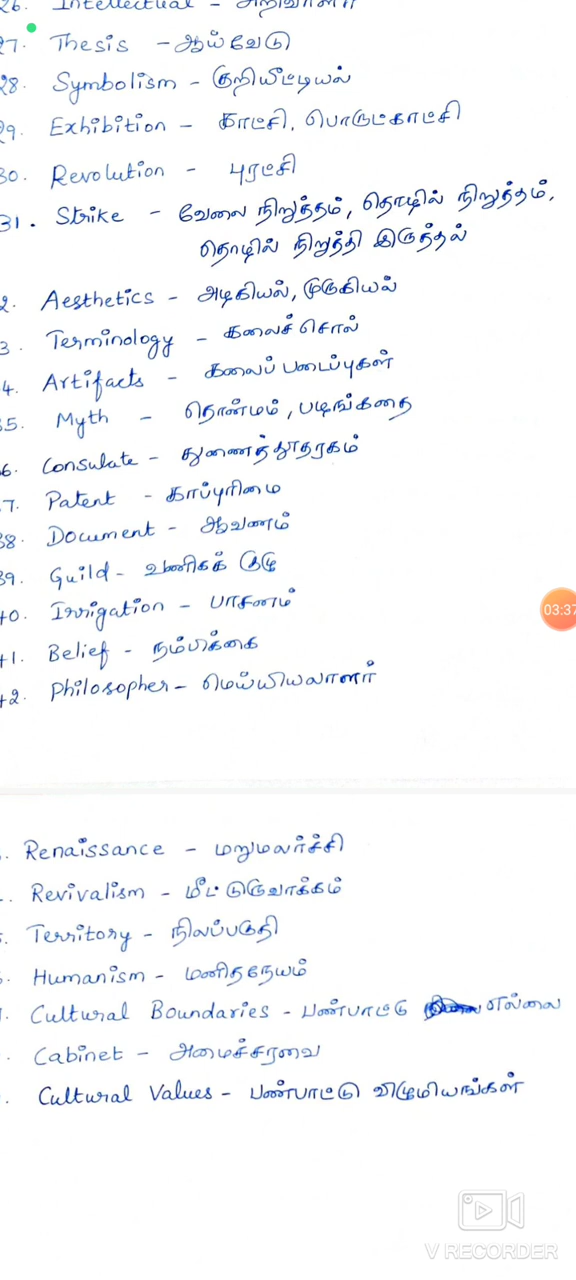 26. Intellectual - அறிவாளர்
27. Thesis - ஆய்வேடு
28. Symbolism - குறியீட்டியல்
29. Exhibition - காட்சி, பொருட்காட்சி
30. Revolution - புரட்சி
31. Strike - வேலை நிறுத்தம், தொழில் நிறுத்தம்,
தொழில் நிறுத்தி இருத்தல்
2. Aesthetics - அழகியல், முருகியல்
3. Terminology - கலைச் சொல்
4. Artifacts - கலைப் படைப்புகள்
35. Myth - தொன்மம், படிங்கதை
6. Consulate - துணைத்தூதரகம்
7. Patent - காப்புரிமை
38. Document - ஆவணம்
39. Guild - வணிகக் குழு
40. Irrigation - பாசனம்
41. Belief - நம்பிக்கை
42. Philosopher - மெய்யியலாளர்
. Renaissance - மறுமலர்ச்சி
. Revivalism - மீட்டுருவாக்கம்
. Territory - நிலப்பகுதி
. Humanism - மனிதநேயம்
. Cultural Boundaries - பண்பாட்டு எல்லை
. Cabinet - அமைச்சரவை
. Cultural Values - பண்பாட்டு விழுமியங்கள்
03:37
V RECORDER